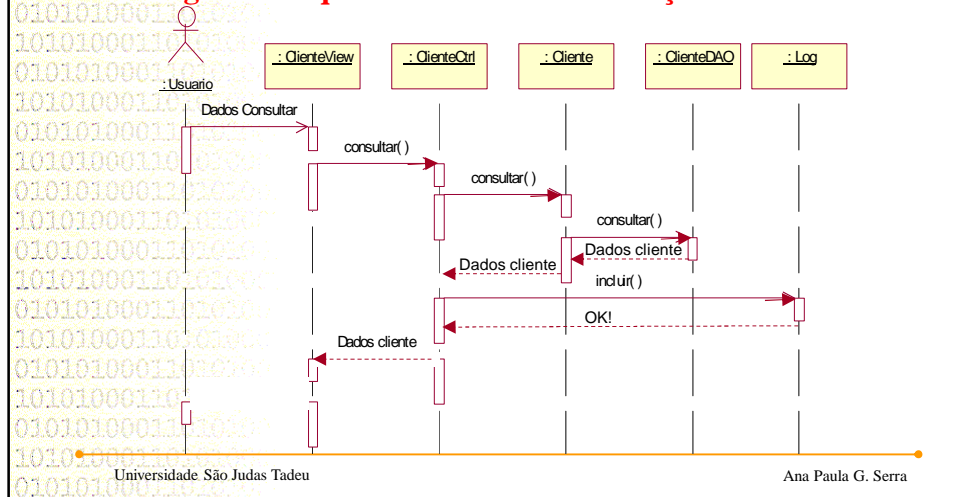 : Usuario
: ClienteView
: ClienteCtrl
: Cliente
: ClienteDAO
: Log
Dados Consultar
consultar( )
consultar( )
consultar( )
Dados cliente
Dados cliente
incluir( )
OK!
Dados cliente
Universidade São Judas Tadeu
Ana Paula G. Serra